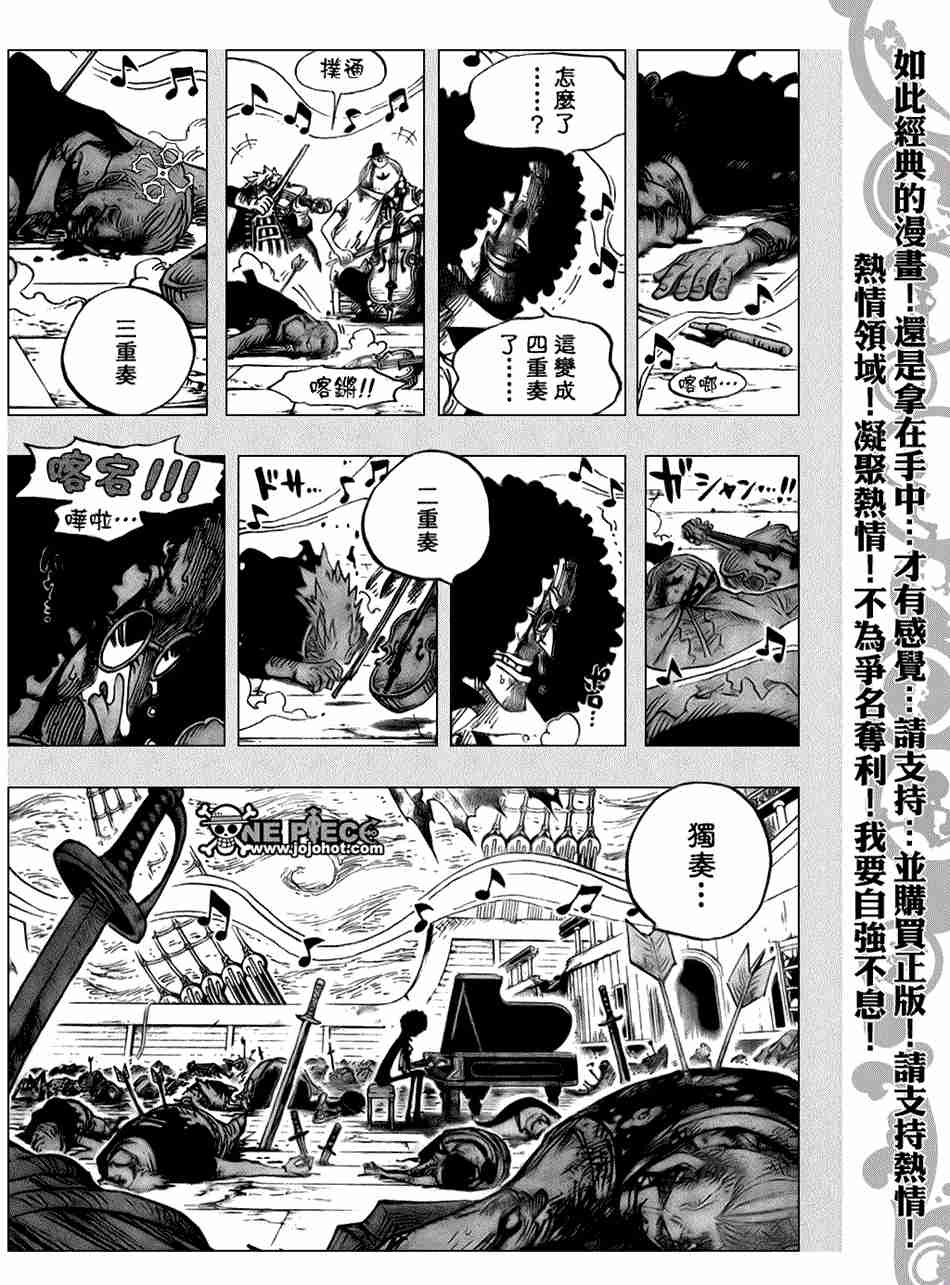 如此經典的漫畫！還是拿在手中…才有感覺…請支持…並購買正版！請支持熱情！
熱情領域！凝聚熱情！不為爭名奪利！我要自強不息！
喀啷…
怎麼了
……？
這變成
四重奏
了……
撲通
喀鏘!!
三重奏
ガシャン…!!
二重奏
ドサ…
喀宕!!!
嘩啦…
獨奏…
ONE PIECE
www.jojohot.com